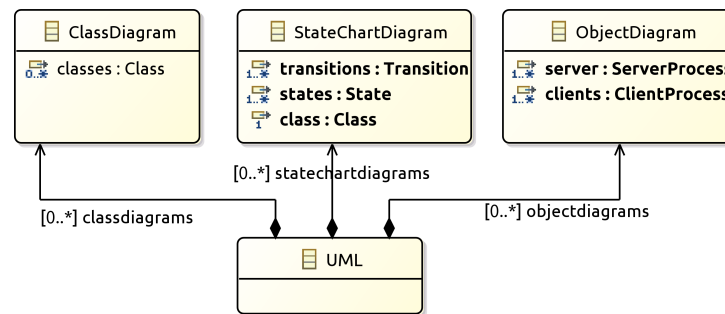 ClassDiagram
0..* classes : Class
StateChartDiagram
1..* transitions : Transition
1..* states : State
1 class : Class
ObjectDiagram
1..* server : ServerProces
1..* clients : ClientProcess
[0..*] statechartdiagrams
[0..*] classdiagrams
[0..*] objectdiagrams
UML